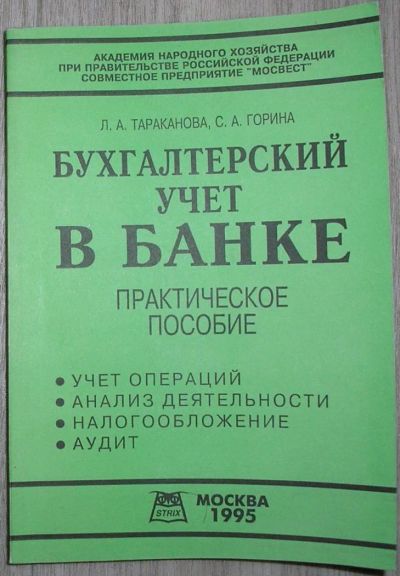 АКАДЕМИЯ НАРОДНОГО ХОЗЯЙСТВА
ПРИ ПРАВИТЕЛЬСТВЕ РОССИЙСКОЙ ФЕДЕРАЦИИ
СОВМЕСТНОЕ ПРЕДПРИЯТИЕ "МОСВЕСТ"
Л. А. ТАРАКАНОВА, С. А. ГОРИНА
БУХГАЛТЕРСКИЙ
УЧЕТ
В БАНКЕ
ПРАКТИЧЕСКОЕ
ПОСОБИЕ
• УЧЕТ ОПЕРАЦИЙ
• АНАЛИЗ ДЕЯТЕЛЬНОСТИ
• НАЛОГООБЛОЖЕНИЕ
• АУДИТ
STRIX
МОСКВА
1995